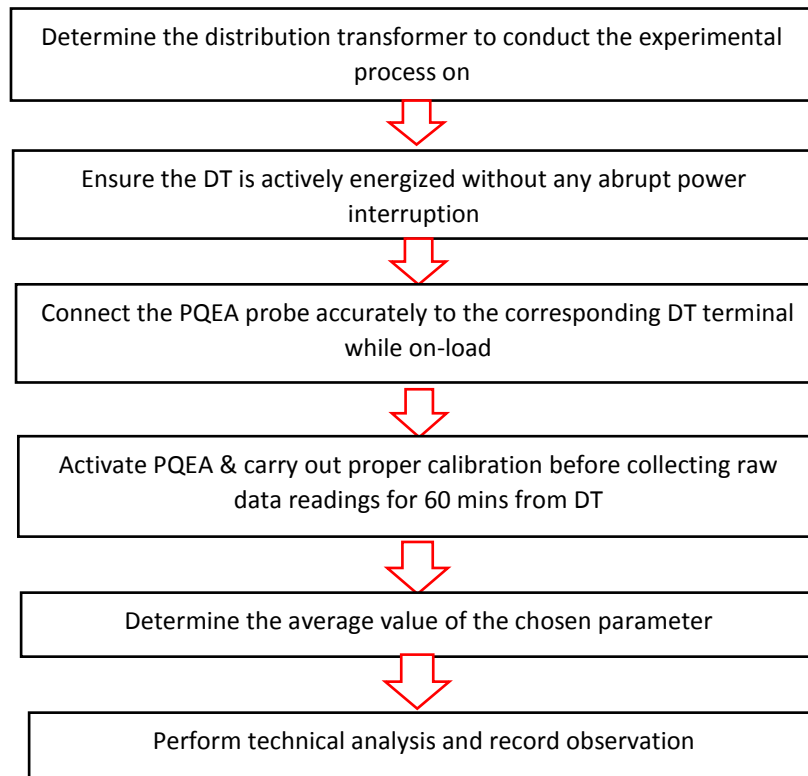 Determine the distribution transformer to conduct the experimental
process on
Ensure the DT is actively energized without any abrupt power
interruption
Connect the PQEA probe accurately to the corresponding DT terminal
while on-load
Activate PQEA & carry out proper calibration before collecting raw
data readings for 60 mins from DT
Determine the average value of the chosen parameter
Perform technical analysis and record observation